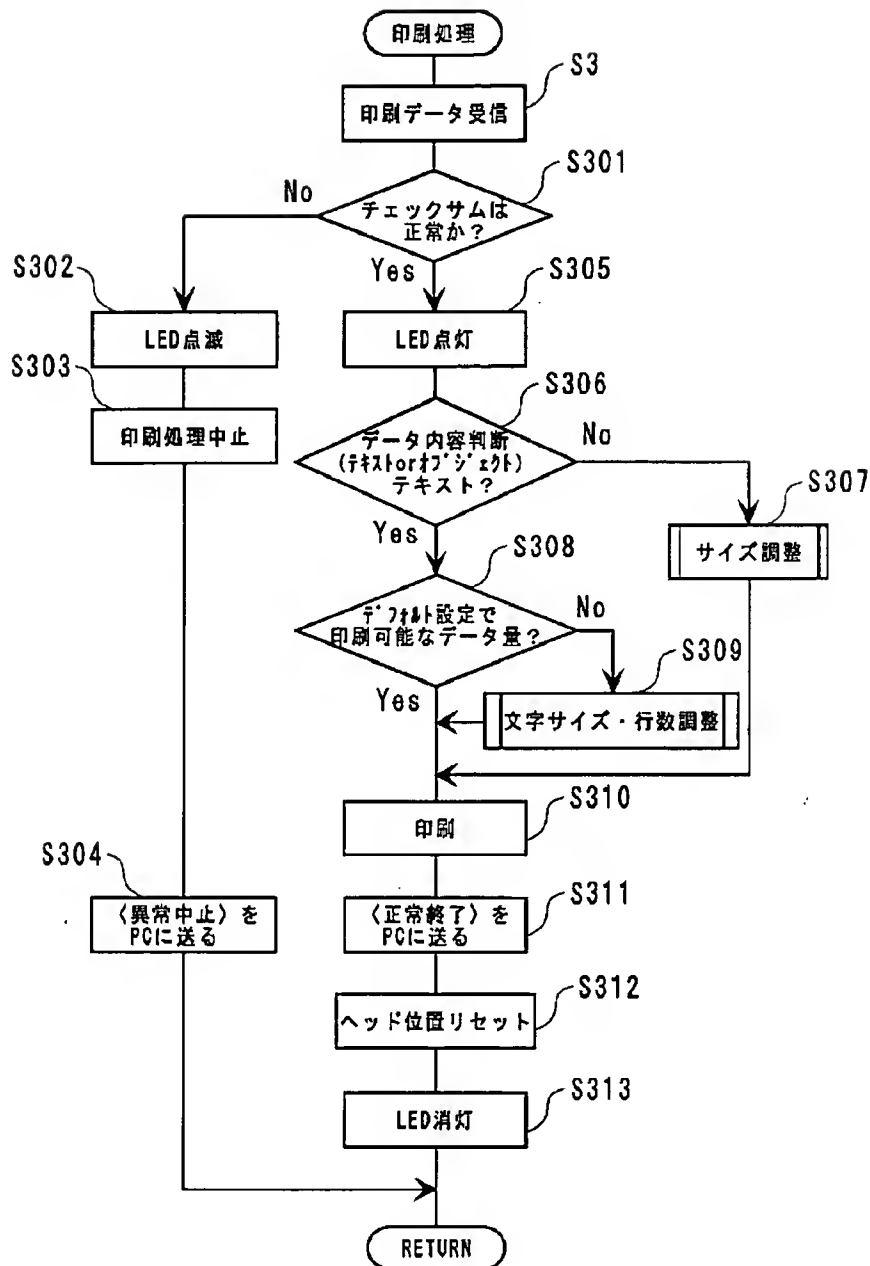 印刷処理
S3
印刷データ受信
S301
No
チェックサムは
正常か?
S302
Yes
S305
LED点滅
LED点灯
S303
S306
印刷処理中止
データ内容判断
(テキストorオブジェクト)
テキスト?
No
S307
Yes
S308
サイズ調整
デフォルト設定で
印刷可能なデータ量?
No
S309
Yes
文字サイズ・行数調整
S310
印刷
S304
S311
〈異常中止〉を
PCに送る
〈正常終了〉を
PCに送る
S312
ヘッド位置リセット
S313
LED消灯
RETURN